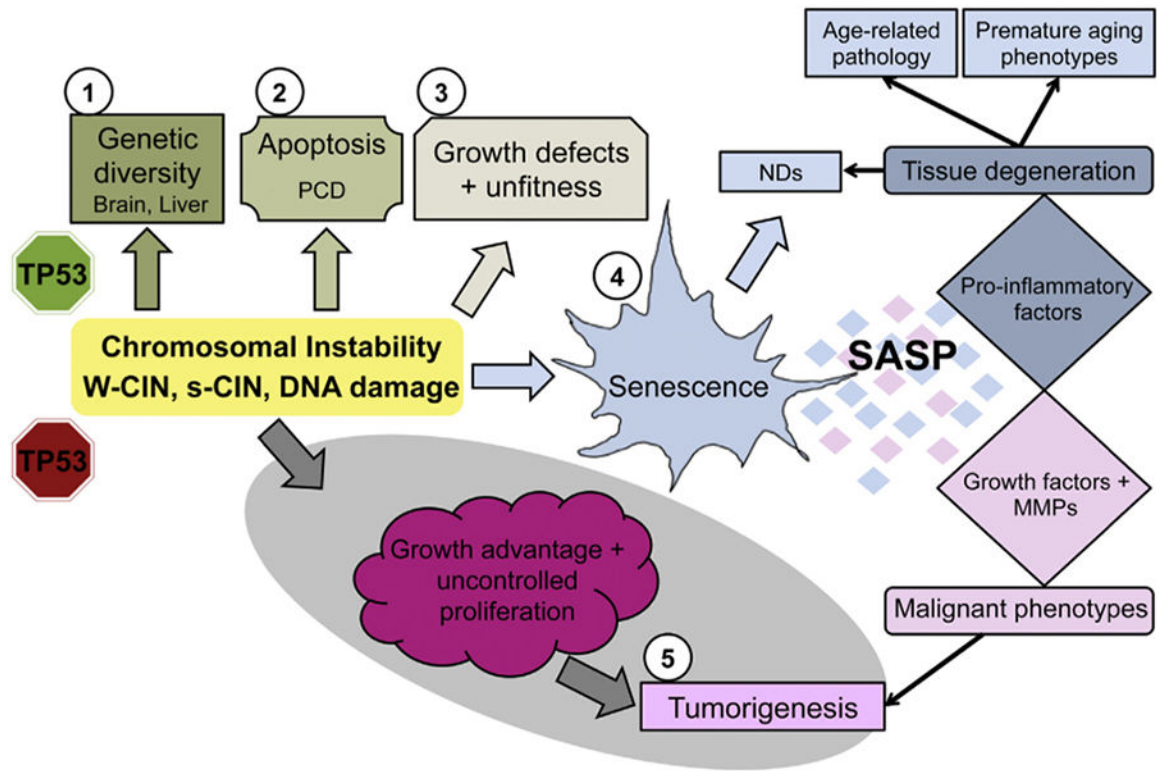 Age-related
pathology
Premature aging
phenotypes
1
2
3
Genetic
diversity
Brain, Liver
Apoptosis
PCD
Growth defects
+ unfitness
NDs
Tissue degeneration
TP53
4
Pro-inflammatory
factors
Chromosomal Instability
W-CIN, s-CIN, DNA damage
Senescence
SASP
TP53
Growth factors +
MMPs
Growth advantage +
uncontrolled
proliferation
Malignant phenotypes
5
Tumorigenesis